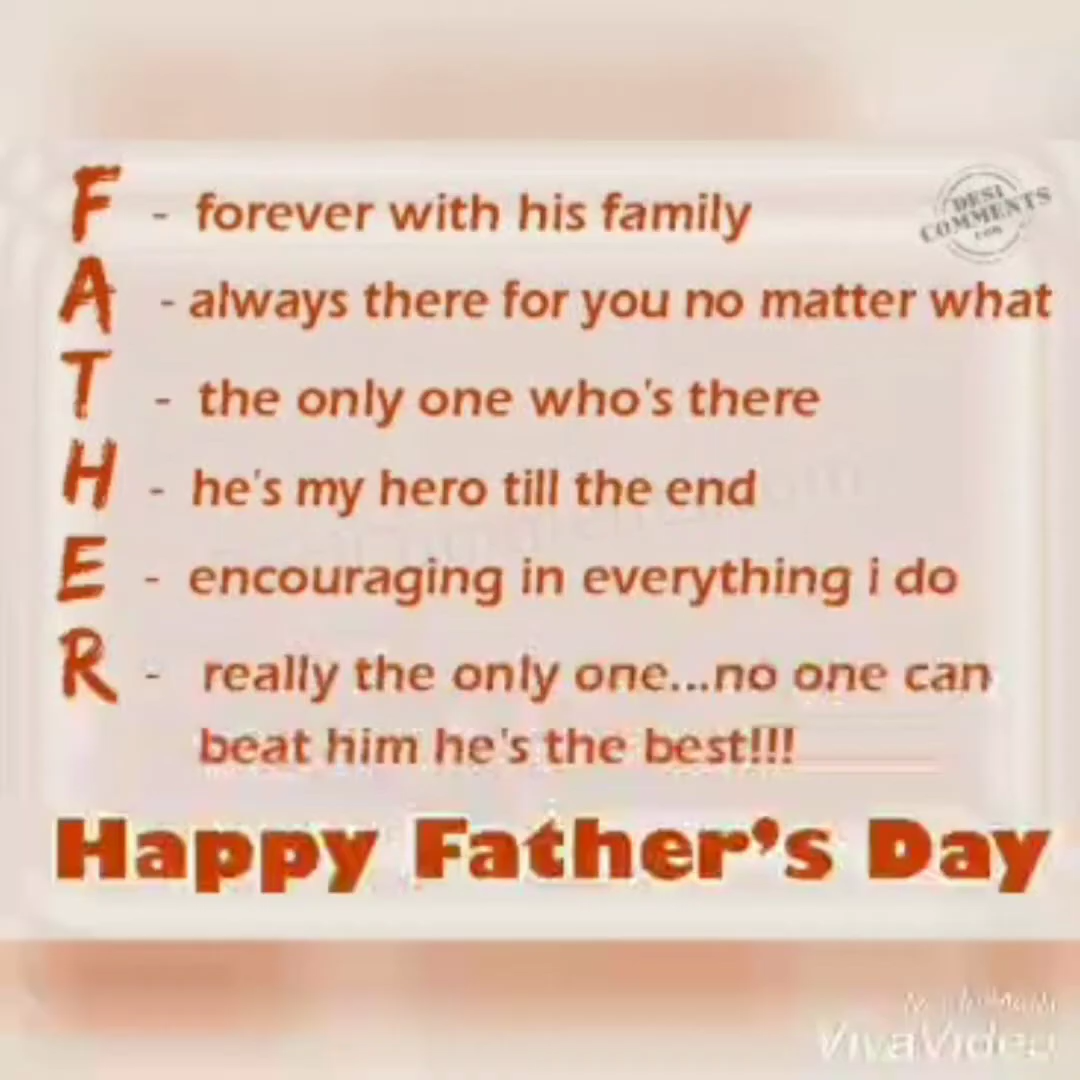 F - forever with his family
DESI
COMMENTS
.COM
A - always there for you no matter what
T - the only one who's there
H - he's my hero till the end
E - encouraging in everything i do
R - really the only one...no one can
beat him he's the best!!!
Happy Father's Day
VivaVideo